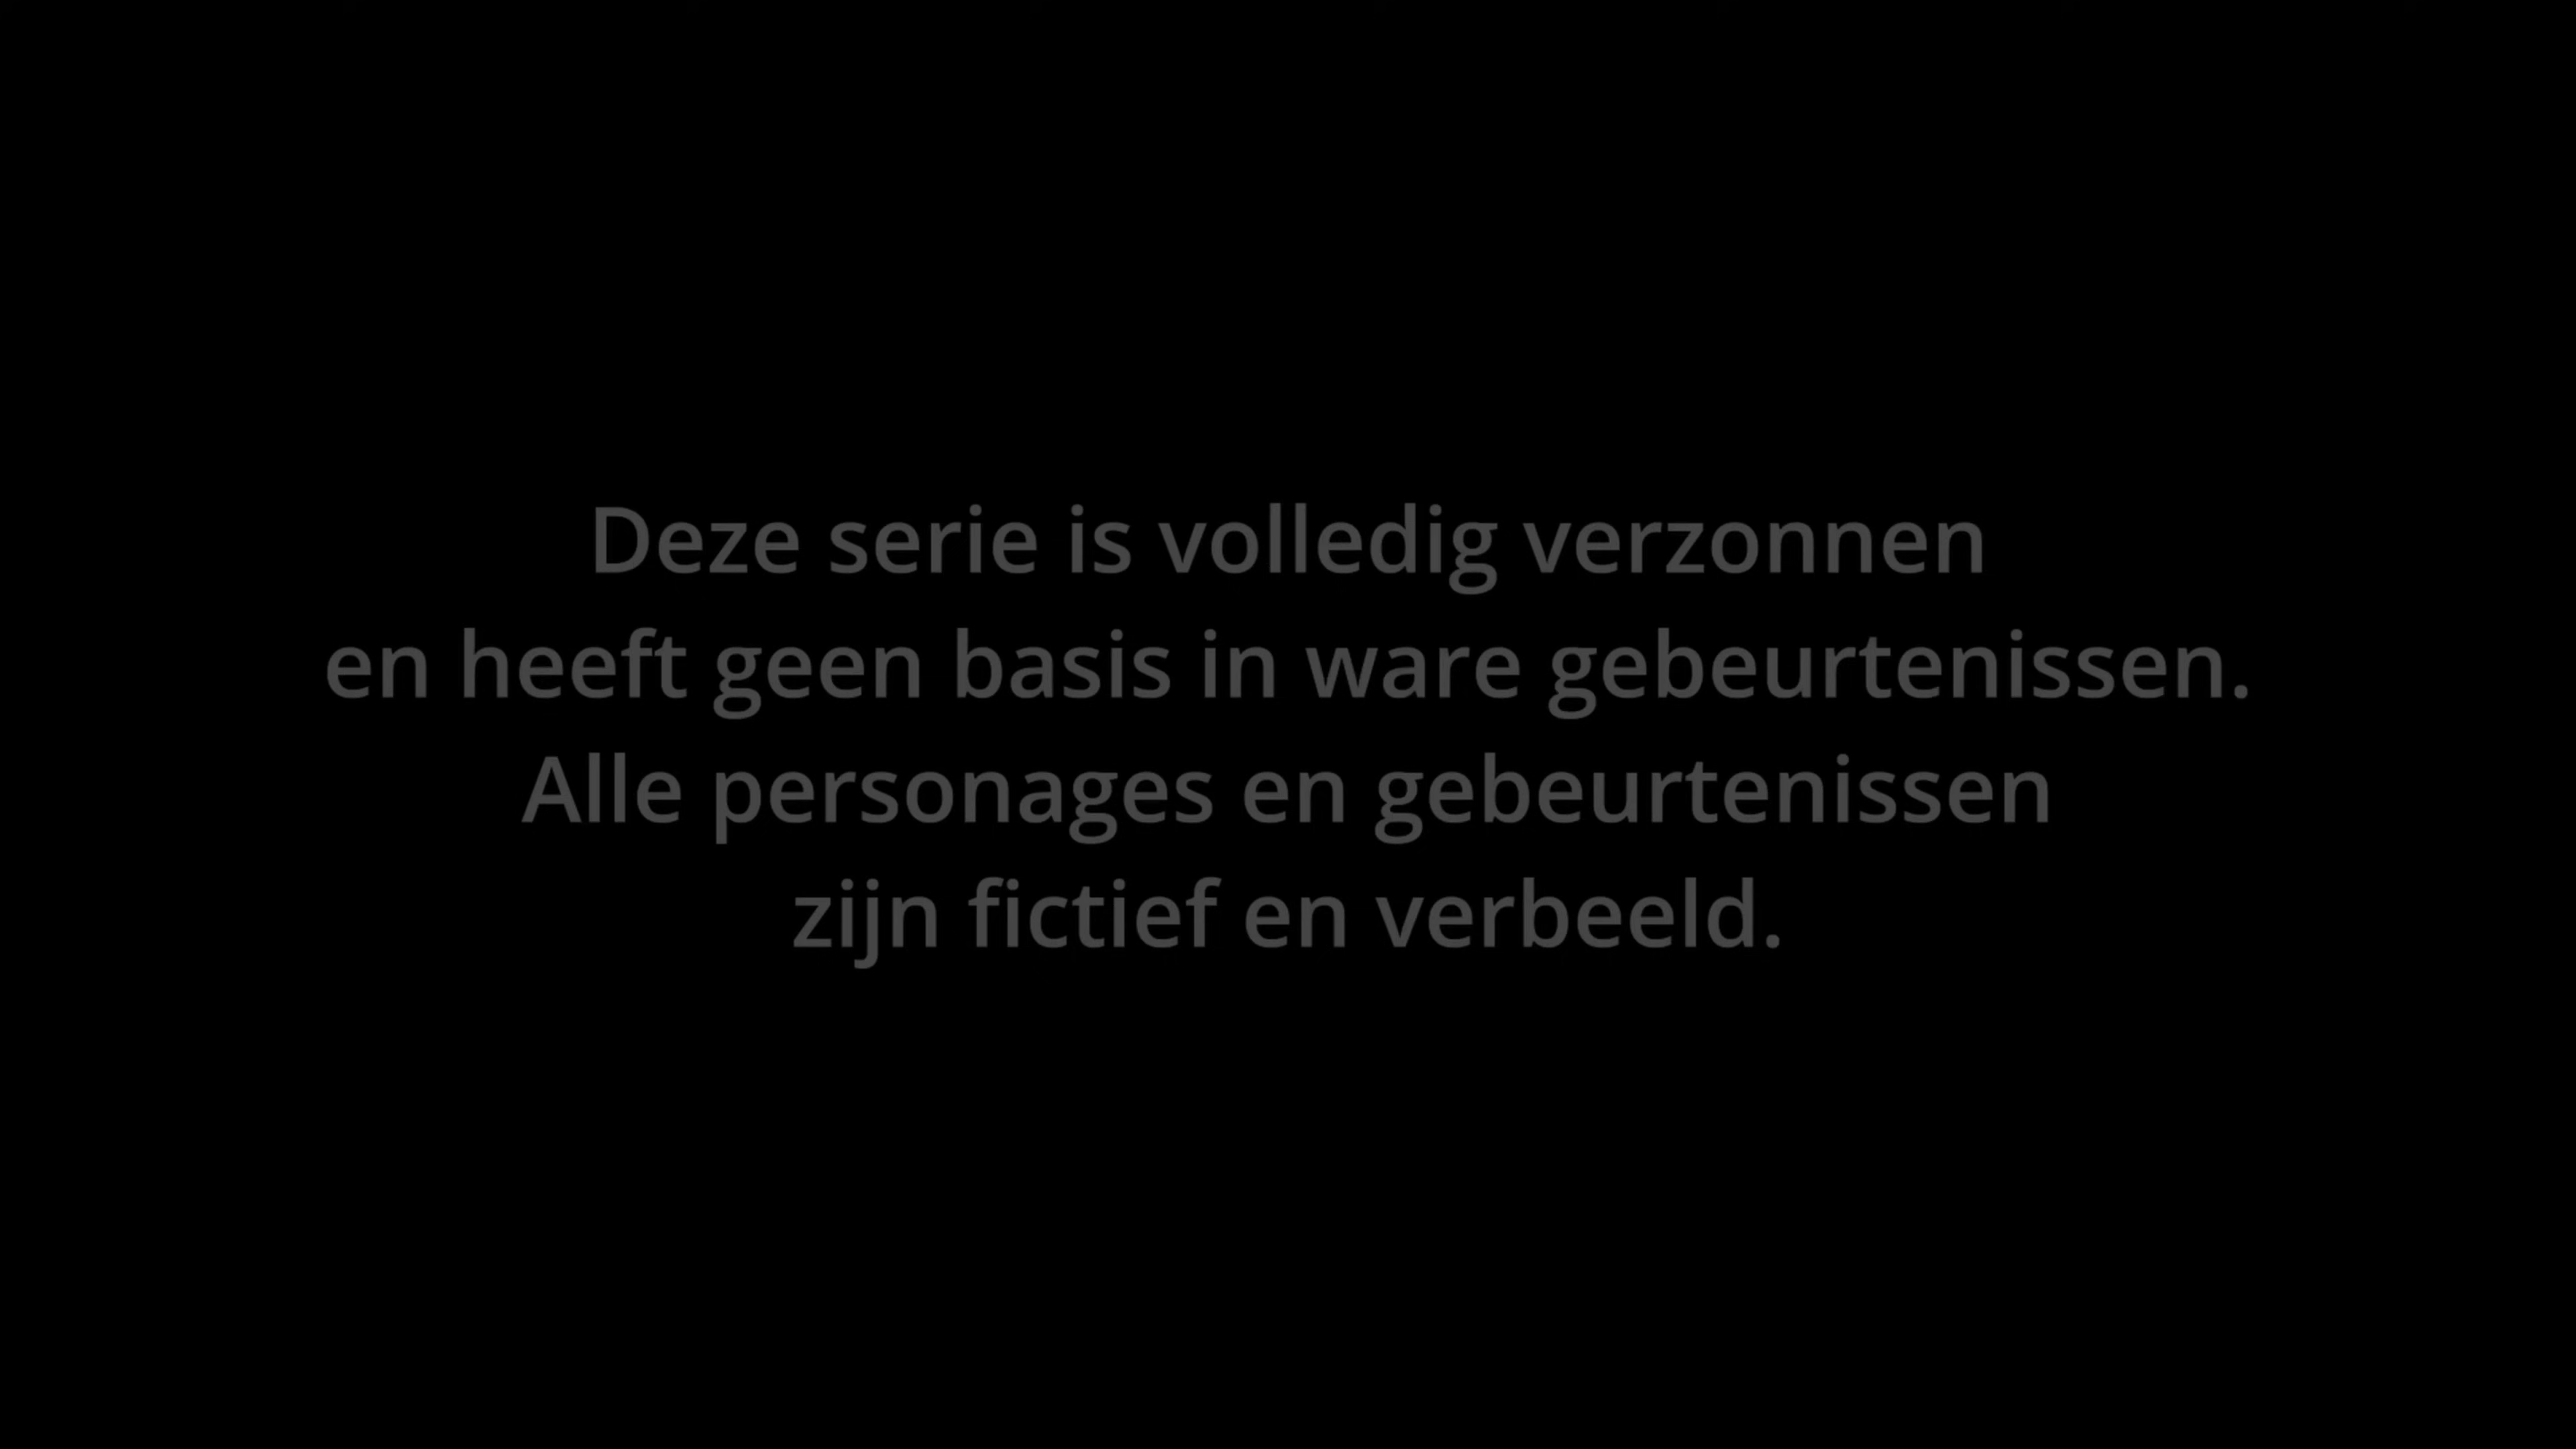 Deze serie is volledig verzonnen
en heeft geen basis in ware gebeurtenissen.
Alle personages en gebeurtenissen
zijn fictief en verbeeld.